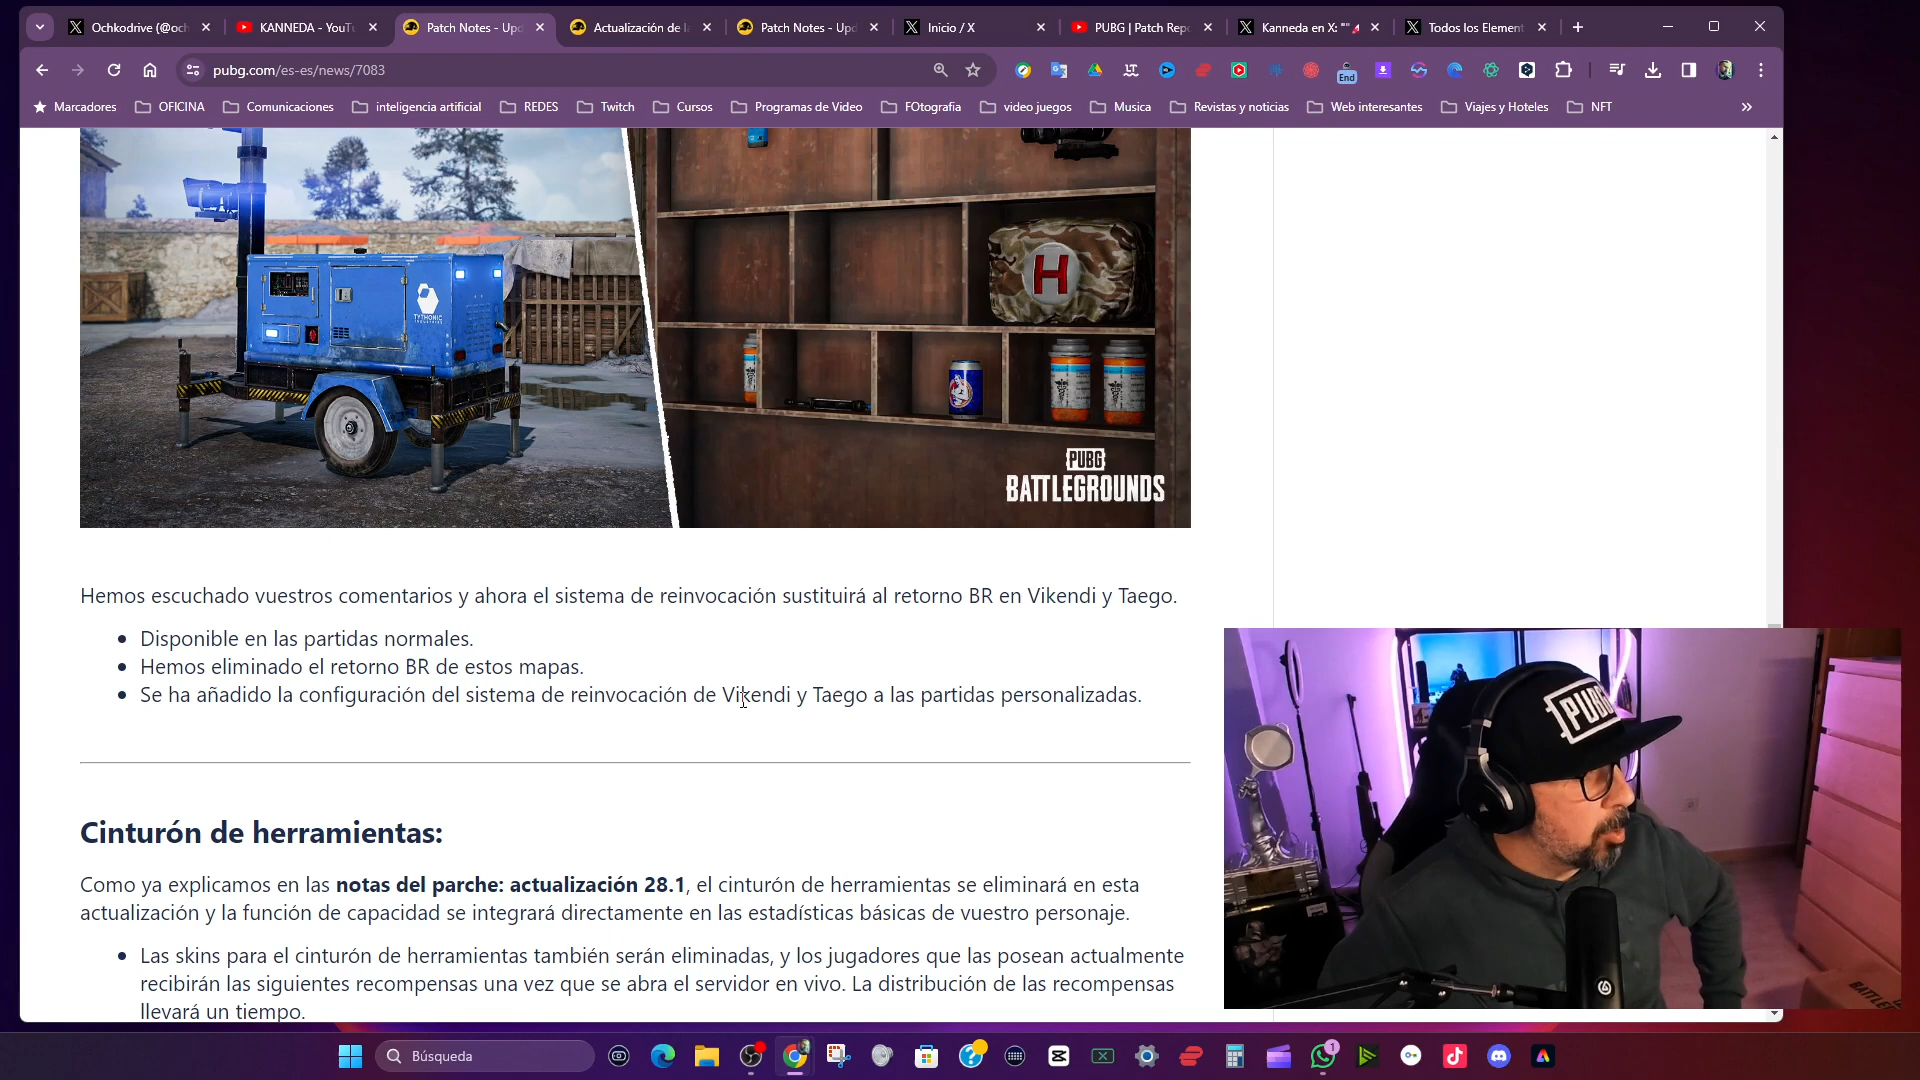 Ochkodrive (@och
KANNEDA - YouT
Patch Notes - Upd
Actualización de l
Patch Notes - Upd
Inicio / X
PUBG | Patch Repo
Kanneda en X: "
Todos los Element
pubg.com/es-es/news/7083
End
Marcadores
OFICINA
Comunicaciones
inteligencia artificial
REDES
Twitch
Cursos
Programas de Video
FOtografia
video juegos
Musica
Revistas y noticias
Web interesantes
Viajes y Hoteles
NFT
TYTHONIC
INDUSTRIES
H
PUBG
BATTLEGROUNDS
Hemos escuchado vuestros comentarios y ahora el sistema de reinvocación sustituirá al retorno BR en Vikendi y Taego.
Disponible en las partidas normales.
Hemos eliminado el retorno BR de estos mapas.
Se ha añadido la configuración del sistema de reinvocación de Vikendi y Taego a las partidas personalizadas.
PUBG
Cinturón de herramientas:
Como ya explicamos en las notas del parche: actualización 28.1, el cinturón de herramientas se eliminará en esta
actualización y la función de capacidad se integrará directamente en las estadísticas básicas de vuestro personaje.
Las skins para el cinturón de herramientas también serán eliminadas, y los jugadores que las posean actualmente
recibirán las siguientes recompensas una vez que se abra el servidor en vivo. La distribución de las recompensas
llevará un tiempo.
Búsqueda
1